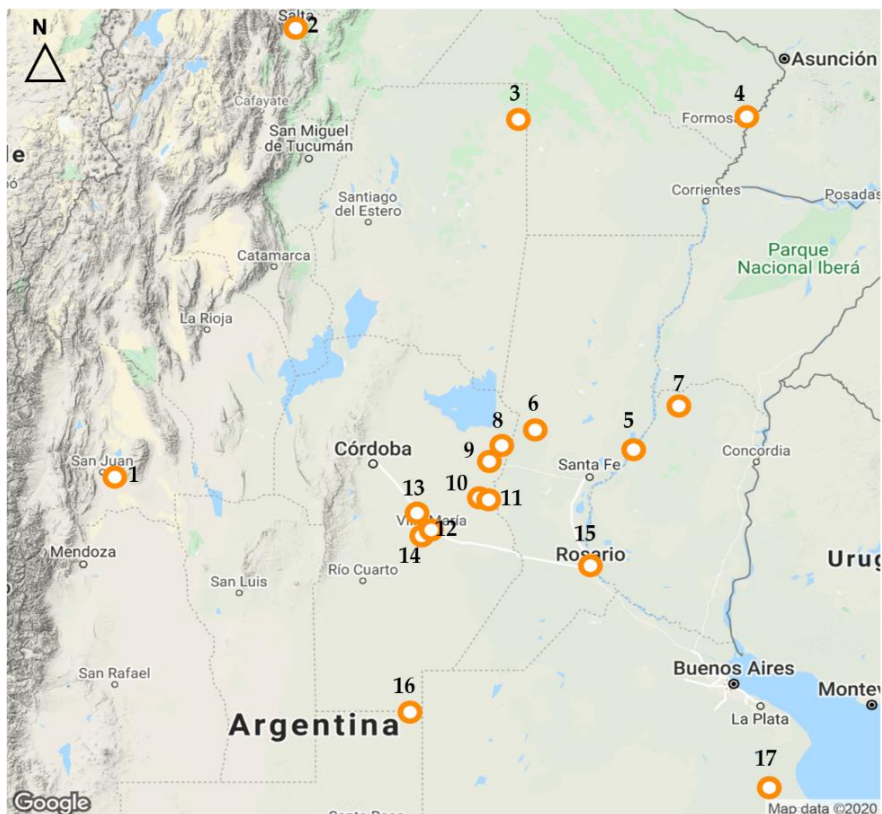 N
Salta
2
Asunción
3
4
Cafayate
Formosa
le
San Miguel
de Tucumán
Corrientes
Posadas
Santiago
del Estero
Parque
Nacional Iberá
Catamarca
La Rioja
7
6
5
8
Córdoba
9
Concordia
San Juan
1
Santa Fe
10
11
13
Villa María
12
15
14
Rosario
Mendoza
Río Cuarto
San Luis
Urug
San Rafael
Buenos Aires
16
Montev
La Plata
Argentina
17
Google
Map data ©2020